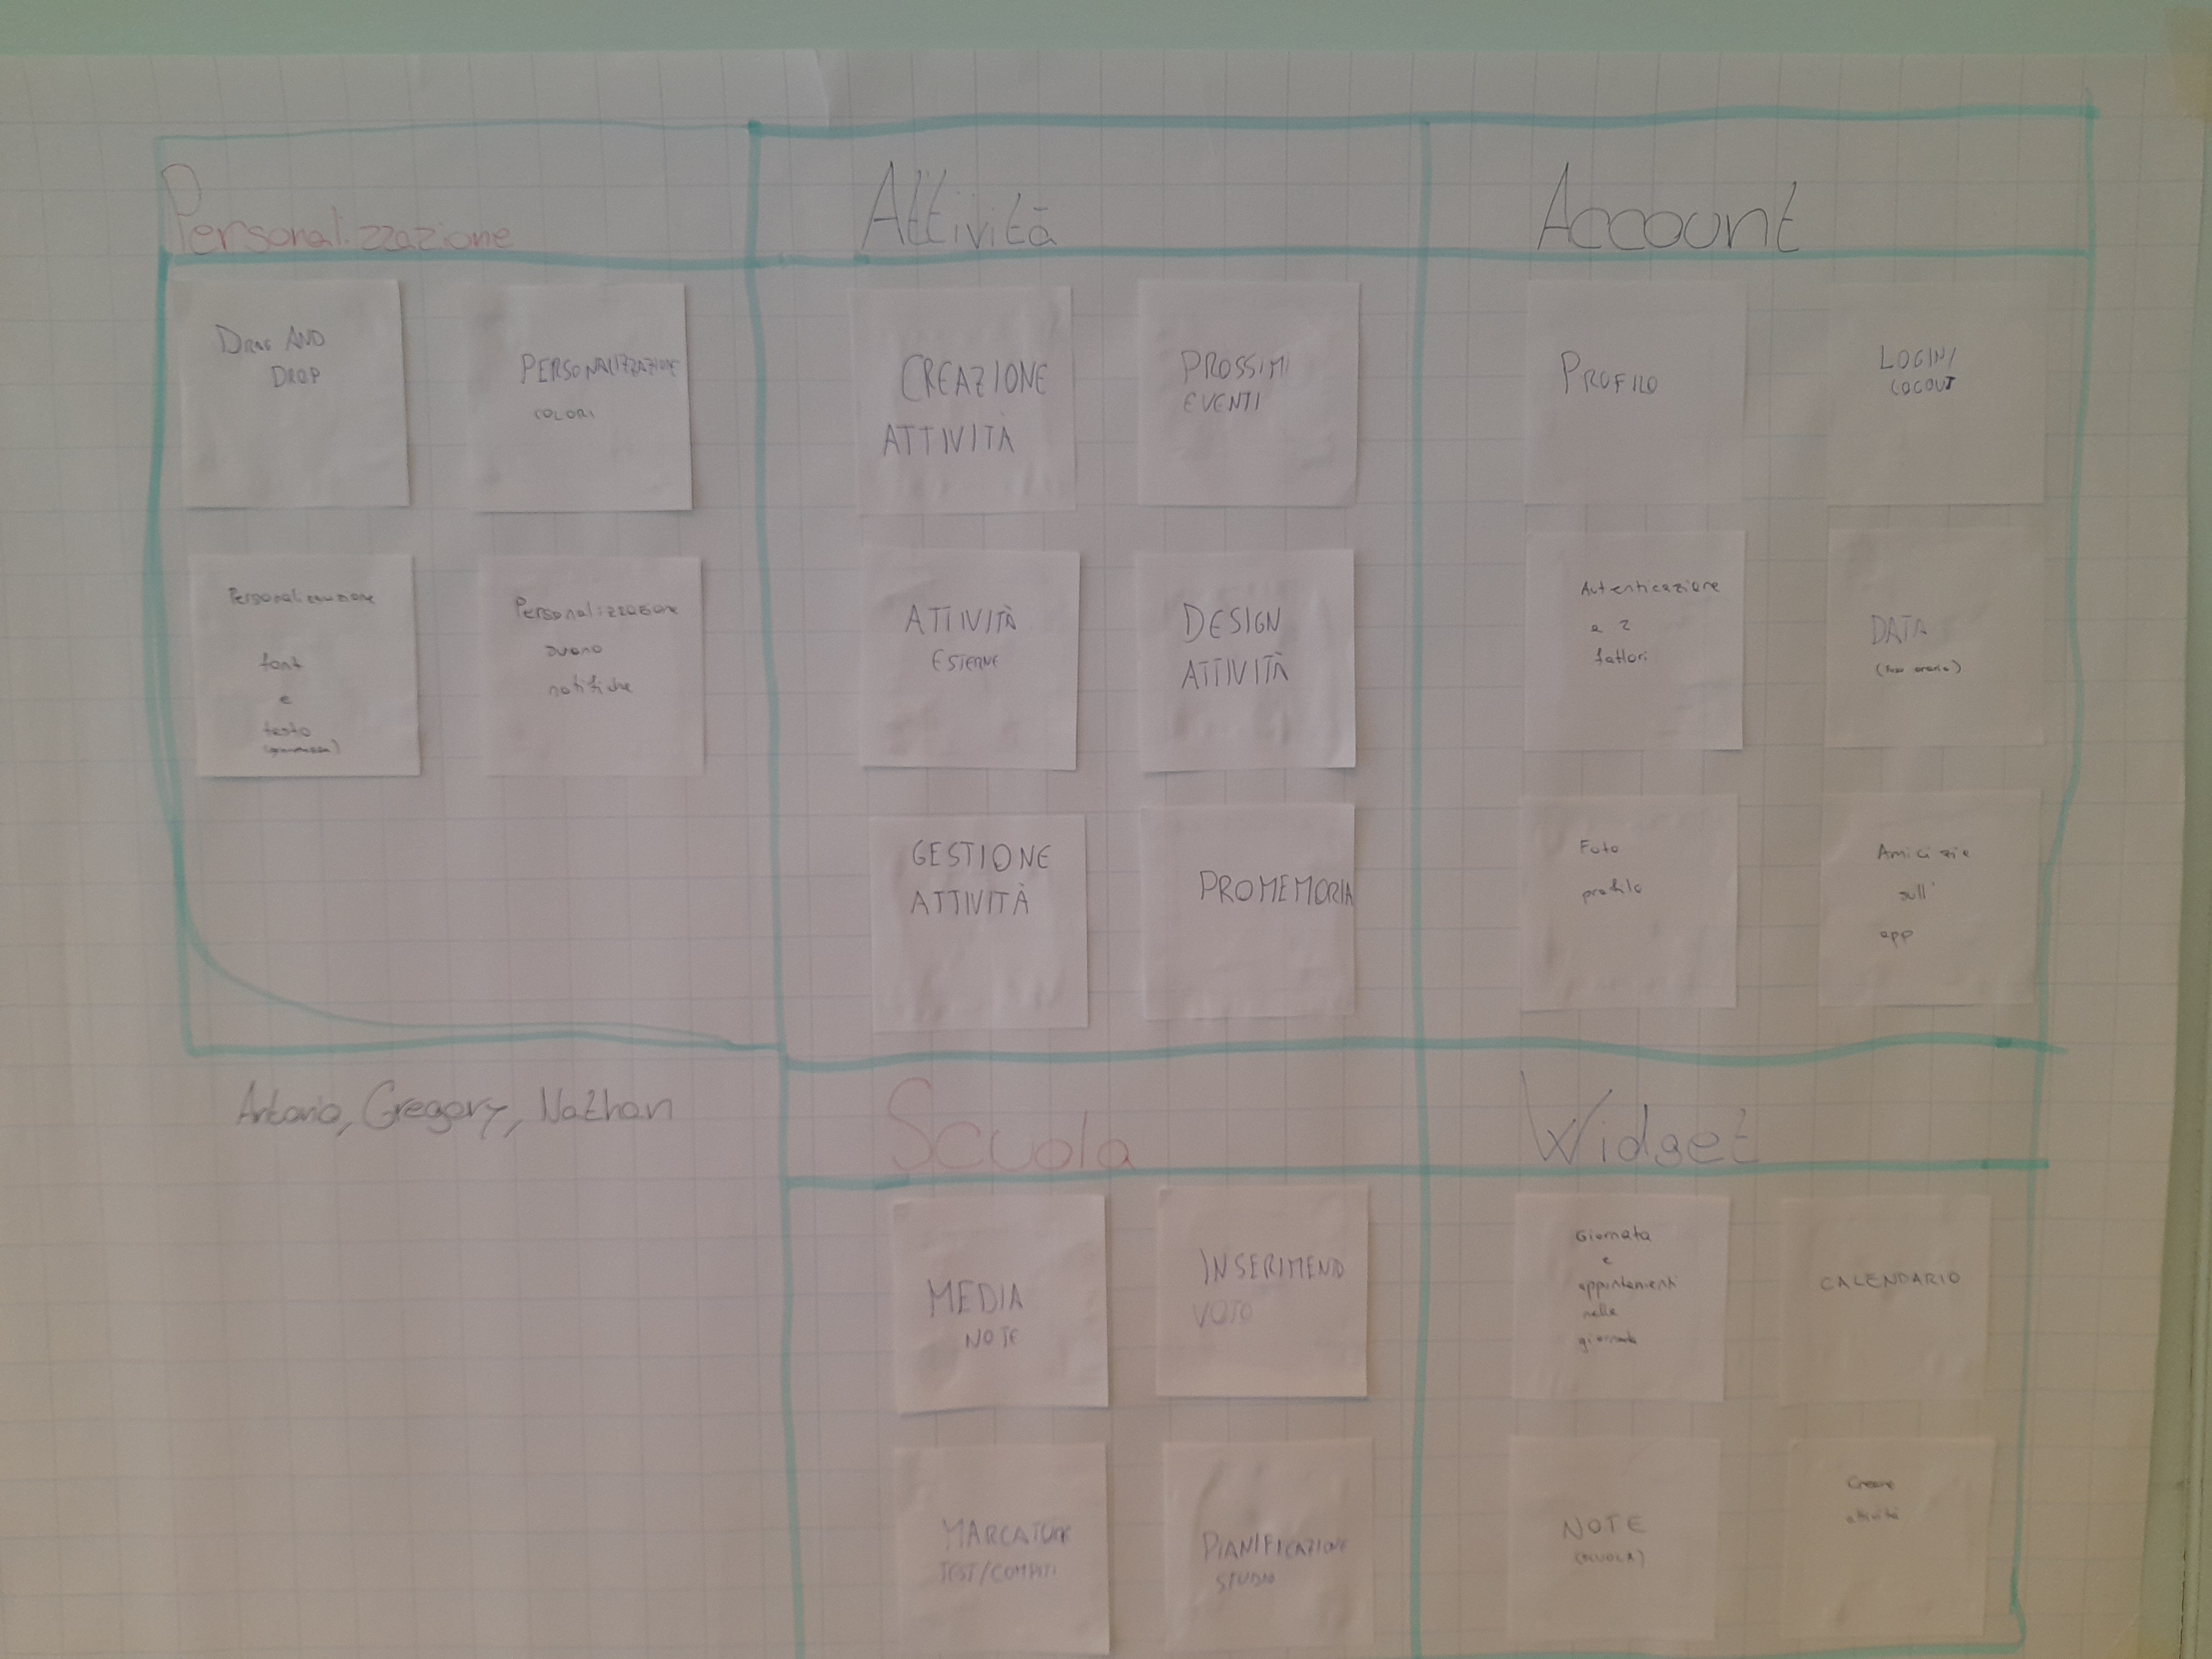 Personalizzazione
DRAG AND
DROP
PERSONALIZZAZIONE
COLORI
Personalizzazione
font
e
testo
Personalizzazione
suono
notifiche
Attività
CREAZIONE
ATTIVITÀ
PROSSIMI
EVENTI
ATTIVITÀ
ESTERNE
DESIGN
ATTIVITÀ
GESTIONE
ATTIVITÀ
PROMEMORIA
Account
PROFILO
LOGIN/
LOGOUT
Autenticazione
a 2
fattori
DATA
(fuso orario)
Foto
profilo
Amicizie
sull'
app
Antonio, Gregory, Nathan
Scuola
MEDIA
NOTE
INSERIMENTO
VOTO
MARCATURA
TEST/COMPITI
PIANIFICAZIONE
STUDIO
Widget
Giornata
e
appuntamenti
nella
giornata
CALENDARIO
NOTE
(SCUOLA)
Creare
attività